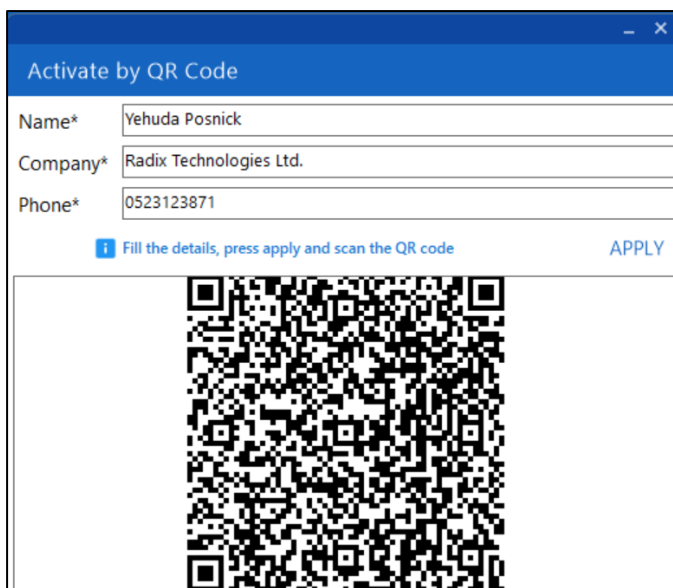 Activate by QR Code
Name* Yehuda Posnick
Company* Radix Technologies Ltd.
Phone* 0523123871
i Fill the details, press apply and scan the QR code APPLY